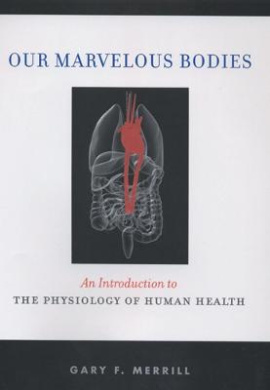 OUR MARVELOUS BODIES
An Introduction to
THE PHYSIOLOGY OF HUMAN HEALTH
GARY F. MERRILL